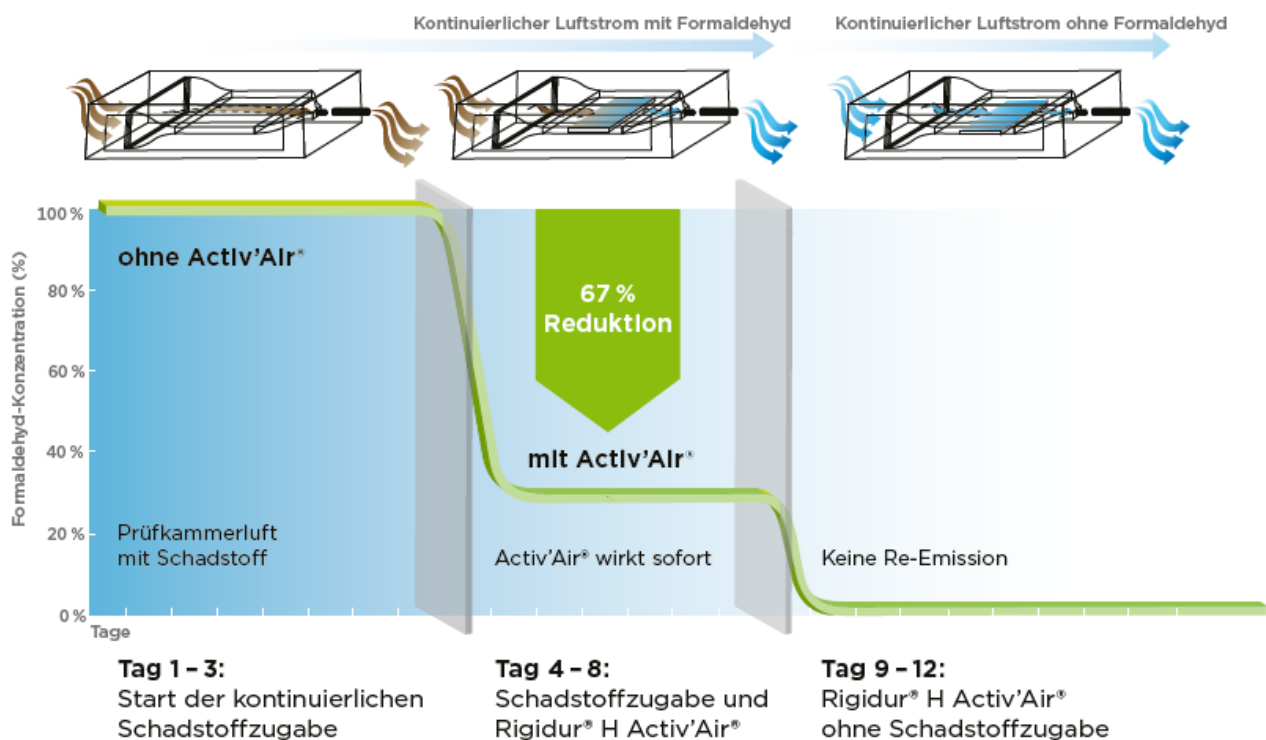 Kontinuierlicher Luftstrom mit Formaldehyd
Kontinuierlicher Luftstrom ohne Formaldehyd
Formaldehyd-Konzentration (%)
100 %
80 %
60 %
40 %
20 %
0 %
Tage
ohne Activ'Air®
67 %
Reduktion
mit Activ'Air®
Prüfkammerluft
mit Schadstoff
Activ'Air® wirkt sofort
Keine Re-Emission
Tag 1 – 3:
Start der kontinuierlichen
Schadstoffzugabe
Tag 4 – 8:
Schadstoffzugabe und
Rigidur® H Activ'Air®
Tag 9 – 12:
Rigidur® H Activ'Air®
ohne Schadstoffzugabe